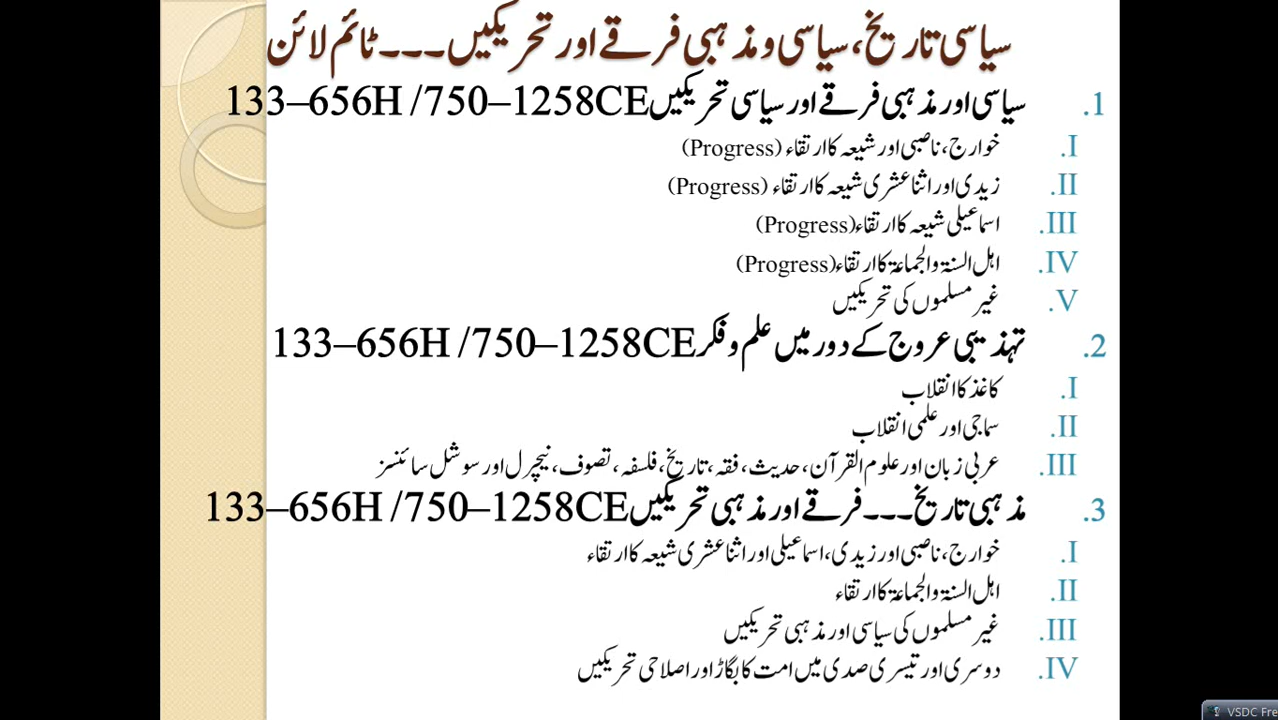 سیاسی تاریخ، سیاسی و مذہبی فرقے اور تحریکیں۔۔۔ ٹائم لائن
1. سیاسی اور مذہبی فرقے اور سیاسی تحریکیں 133–656H /750–1258CE
I. خوارج، ناصبی اور شیعہ کا ارتقاء (Progress)
II. زیدی اور اثنا عشری شیعہ کا ارتقاء (Progress)
III. اسماعیلی شیعہ کا ارتقاء (Progress)
IV. اہل السنۃ والجماعۃ کا ارتقاء (Progress)
V. غیر مسلموں کی تحریکیں
2. تہذیبی عروج کے دور میں علم و فکر 133–656H /750–1258CE
I. کاغذ کا انقلاب
II. سماجی اور علمی انقلاب
III. عربی زبان اور علوم القرآن، حدیث، فقہ، تاریخ، فلسفہ، تصوف، نیچرل اور سوشل سائنسز
3. مذہبی تاریخ۔۔۔ فرقے اور مذہبی تحریکیں 133–656H /750–1258CE
I. خوارج، ناصبی اور زیدی، اسماعیلی اور اثنا عشری شیعہ کا ارتقاء
II. اہل السنۃ والجماعۃ کا ارتقاء
III. غیر مسلموں کی سیاسی اور مذہبی تحریکیں
IV. دوسری اور تیسری صدی میں امت کا بگاڑ اور اصلاحی تحریکیں
VSDC Fre